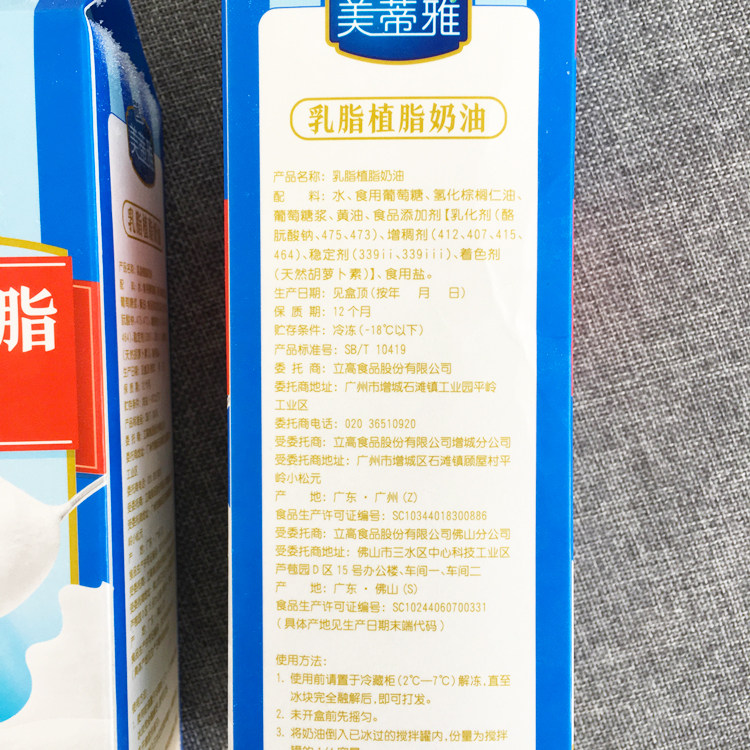 美蒂雅
乳脂植脂奶油
产品名称：乳脂植脂奶油
配 料：水、食用葡萄糖、氢化棕榈仁油、
葡萄糖浆、黄油、食品添加剂【乳化剂（酪
朊酸钠、475、473）、增稠剂（412、407、415、
464）、稳定剂（339ii、339iii）、着色剂
（天然胡萝卜素）】、食用盐。
生产日期：见盒顶（按年 月 日）
保 质 期：12个月
贮存条件：冷冻（-18℃以下）
产品标准号：SB/T 10419
委 托 商：立高食品股份有限公司
委托商地址：广州市增城石滩镇工业园平岭
工业区
委托商电话：020 36510920
受委托商：立高食品股份有限公司增城分公司
受委托商地址：广州市增城区石滩镇顾屋村平
岭小松元
产 地：广东·广州（Z）
食品生产许可证编号：SC10344018300886
受委托商：立高食品股份有限公司佛山分公司
受委托商地址：佛山市三水区中心科技工业区
芦苞园D区15号办公楼、车间一、车间二
产 地：广东·佛山（S）
食品生产许可证编号：SC10244060700331
（具体产地见生产日期末端代码）
使用方法：
1. 使用前请置于冷藏柜（2℃—7℃）解冻，直至
冰块完全融解后，即可打发。
2. 未开盒前先摇匀。
3. 将奶油倒入已冰过的搅拌罐内，份量为搅拌
脂
美蒂雅
乳脂植脂奶油